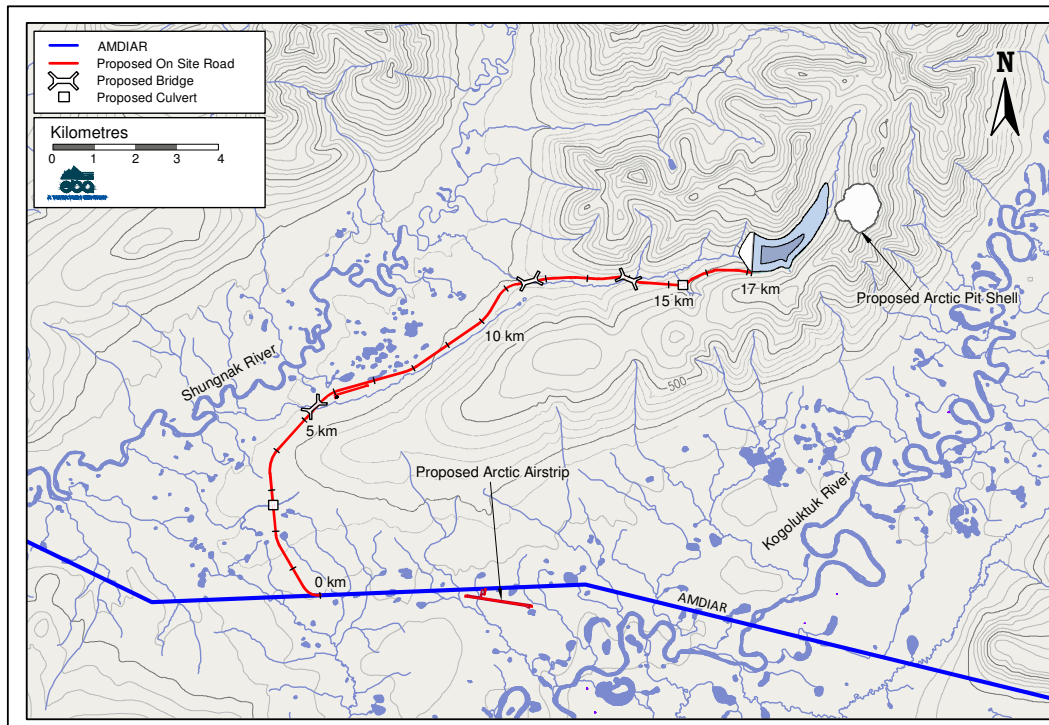 AMDIAR
Proposed On Site Road
Proposed Bridge
Proposed Culvert
N
Kilometres
0 1 2 3 4
eba
17 km
15 km
Proposed Arctic Pit Shell
10 km
Shungnak River
500
5 km
Proposed Arctic Airstrip
Kogoluktuk River
0 km
AMDIAR